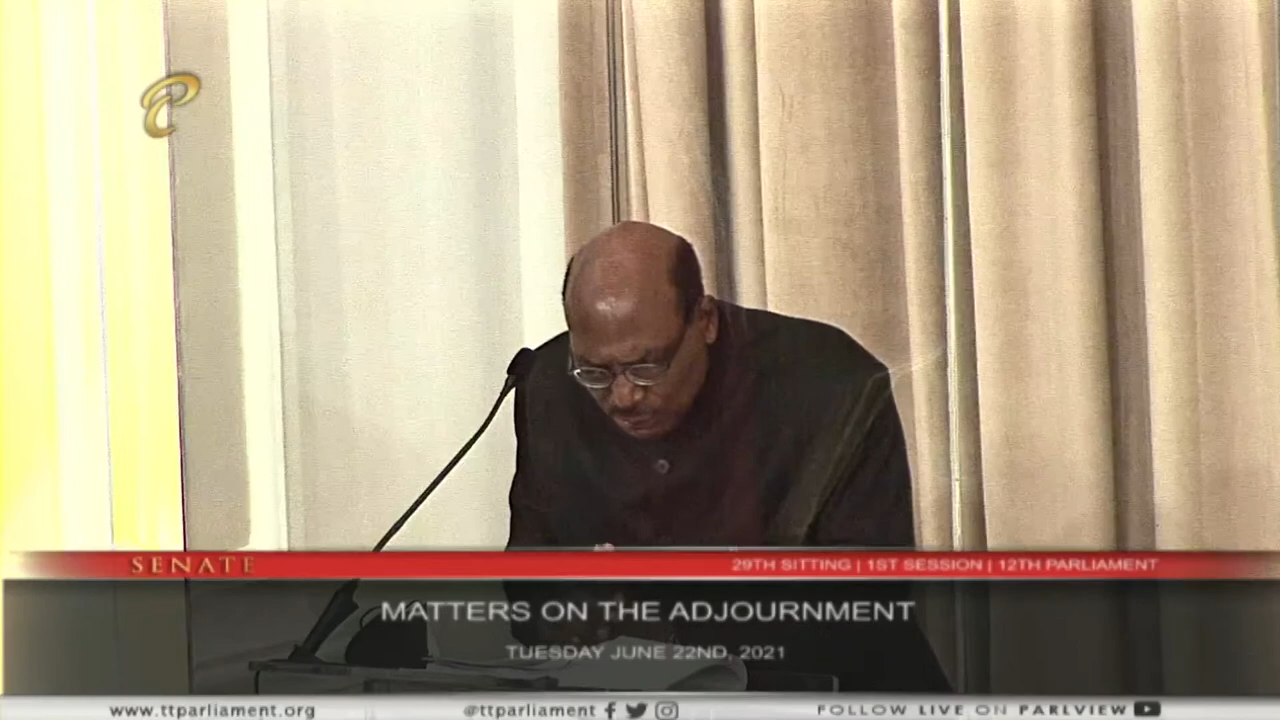 SENATE
29TH SITTING | 1ST SESSION | 12TH PARLIAMENT
MATTERS ON THE ADJOURNMENT
TUESDAY JUNE 22ND, 2021
www.ttparliament.org @ttparliament FOLLOW LIVE ON PARLVIEW